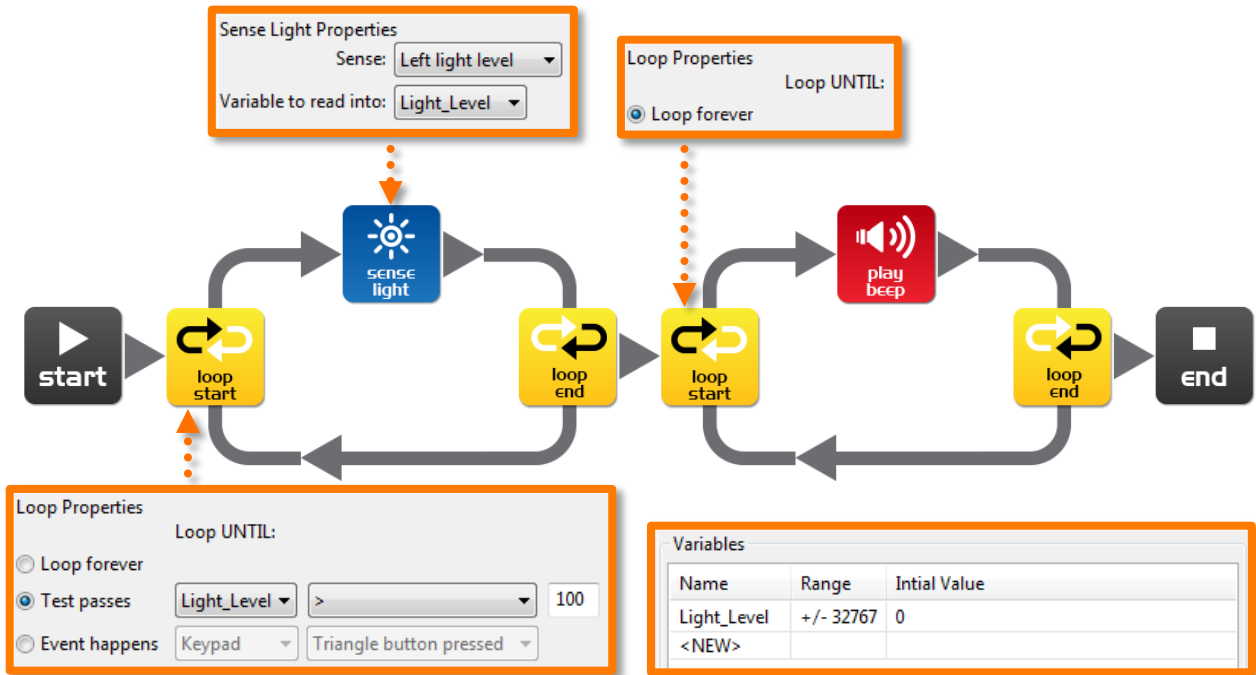 Sense Light Properties
Sense: Left light level
Variable to read into: Light_Level
Loop Properties
Loop UNTIL:
Loop forever
sense
light
play
beep
start
loop
start
loop
end
loop
start
loop
end
end
Loop Properties
Loop UNTIL:
Loop forever
Test passes Light_Level > 100
Event happens Keypad Triangle button pressed
Variables
Name Range Intial Value
Light_Level +/- 32767 0
<NEW>